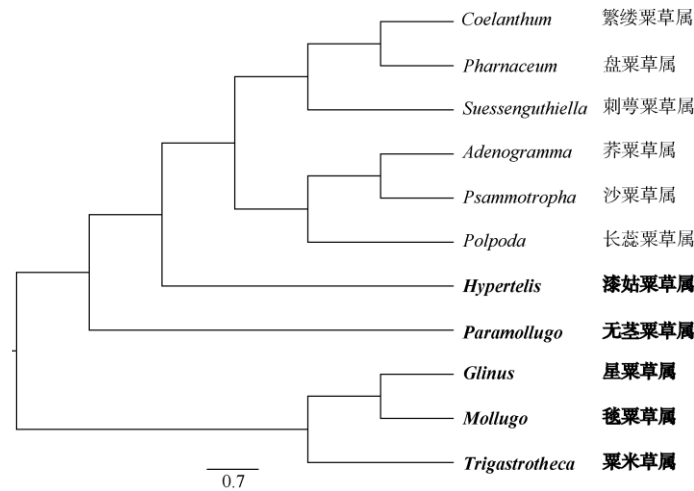 Coelanthum 繁缕粟草属
Pharnaceum 盘粟草属
Suessenguthiella 刺萼粟草属
Adenogramma 荞粟草属
Psammotropha 沙粟草属
Polpoda 长蕊粟草属
Hypertelis 漆姑粟草属
Paramollugo 无茎粟草属
Glinus 星粟草属
Mollugo 毯粟草属
Trigastrotheca 粟米草属
0.7